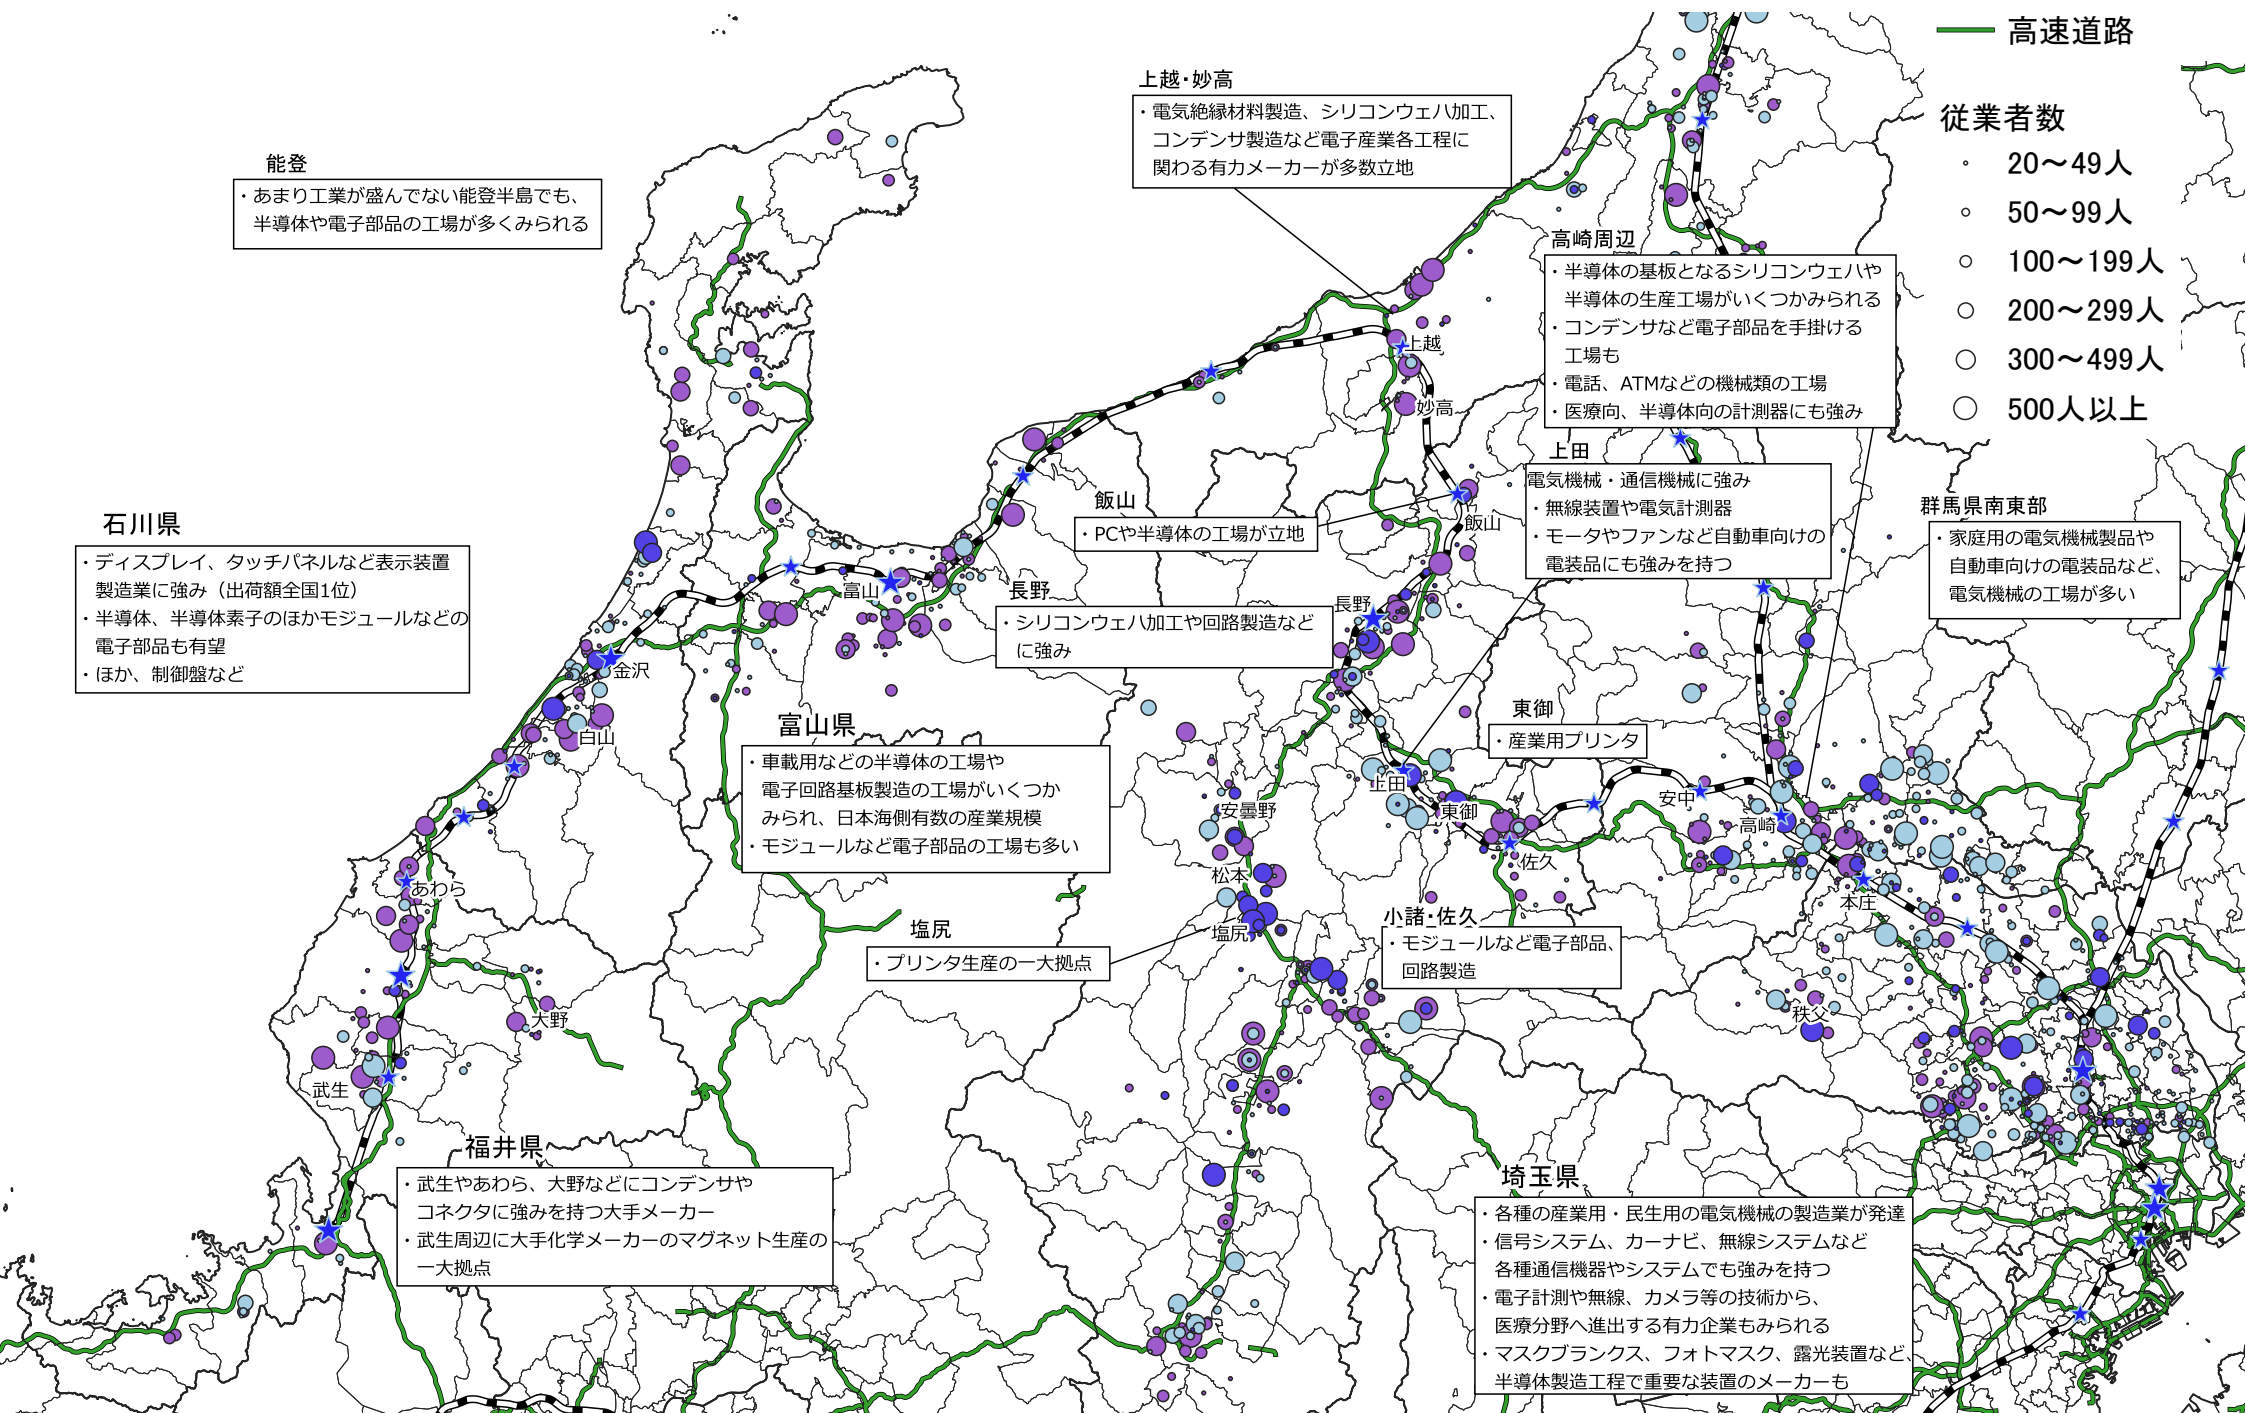 高速道路
従業者数
20～49人
50～99人
100～199人
200～299人
300～499人
500人以上
上越・妙高
・電気絶縁材料製造、シリコンウェハ加工、
コンデンサ製造など電子産業各工程に
関わる有力メーカーが多数立地
能登
・あまり工業が盛んでない能登半島でも、
半導体や電子部品の工場が多くみられる
高崎周辺
・半導体の基板となるシリコンウェハや
半導体の生産工場がいくつかみられる
・コンデンサなど電子部品を手掛ける
工場も
・電話、ATMなどの機械類の工場
・医療向、半導体向の計測器にも強み
上越
妙高
上田
電気機械・通信機械に強み
・無線装置や電気計測器
・モータやファンなど自動車向けの
電装品にも強みを持つ
飯山
・PCや半導体の工場が立地
飯山
群馬県南東部
・家庭用の電気機械製品や
自動車向けの電装品など、
電気機械の工場が多い
石川県
・ディスプレイ、タッチパネルなど表示装置
製造業に強み（出荷額全国1位）
・半導体、半導体素子のほかモジュールなどの
電子部品も有望
・ほか、制御盤など
富山
長野
・シリコンウェハ加工や回路製造など
に強み
長野
金沢
白山
富山県
・車載用などの半導体の工場や
電子回路基板製造の工場がいくつか
みられ、日本海側有数の産業規模
・モジュールなど電子部品の工場も多い
東御
・産業用プリンタ
上田
東御
安中
高崎
佐久
安曇野
松本
塩尻
あわら
本庄
塩尻
・プリンタ生産の一大拠点
小諸・佐久
・モジュールなど電子部品、
回路製造
大野
秩父
武生
福井県
・武生やあわら、大野などにコンデンサや
コネクタに強みを持つ大手メーカー
・武生周辺に大手化学メーカーのマグネット生産の
一大拠点
埼玉県
・各種の産業用・民生用の電気機械の製造業が発達
・信号システム、カーナビ、無線システムなど
各種通信機器やシステムでも強みを持つ
・電子計測や無線、カメラ等の技術から、
医療分野へ進出する有力企業もみられる
・マスクブランクス、フォトマスク、露光装置など、
半導体製造工程で重要な装置のメーカーも